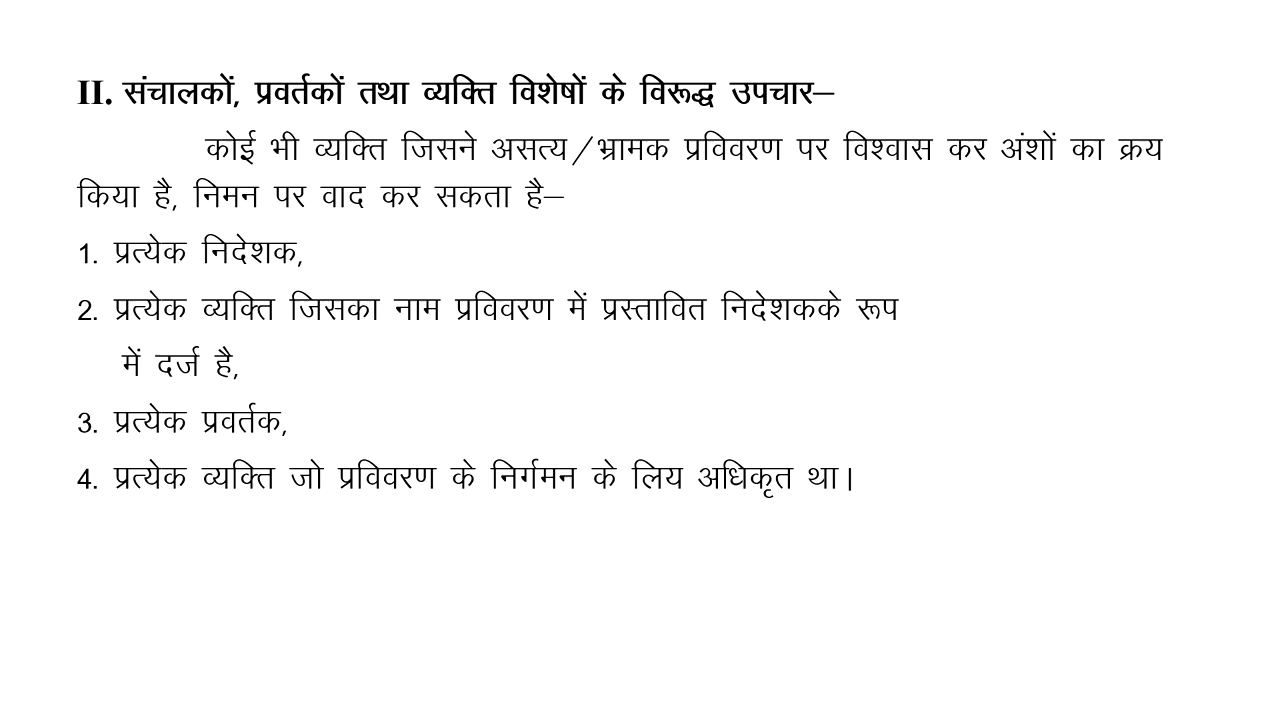 II. संचालकों, प्रवर्तकों तथा व्यक्ति विशेषों के विरूद्ध उपचार–
कोई भी व्यक्ति जिसने असत्य/भ्रामक प्रविवरण पर विश्वास कर अंशों का क्रय
किया है, निमन पर वाद कर सकता है–
1. प्रत्येक निदेशक,
2. प्रत्येक व्यक्ति जिसका नाम प्रविवरण में प्रस्तावित निदेशकके रूप
में दर्ज है,
3. प्रत्येक प्रवर्तक,
4. प्रत्येक व्यक्ति जो प्रविवरण के निर्गमन के लिय अधिकृत था।